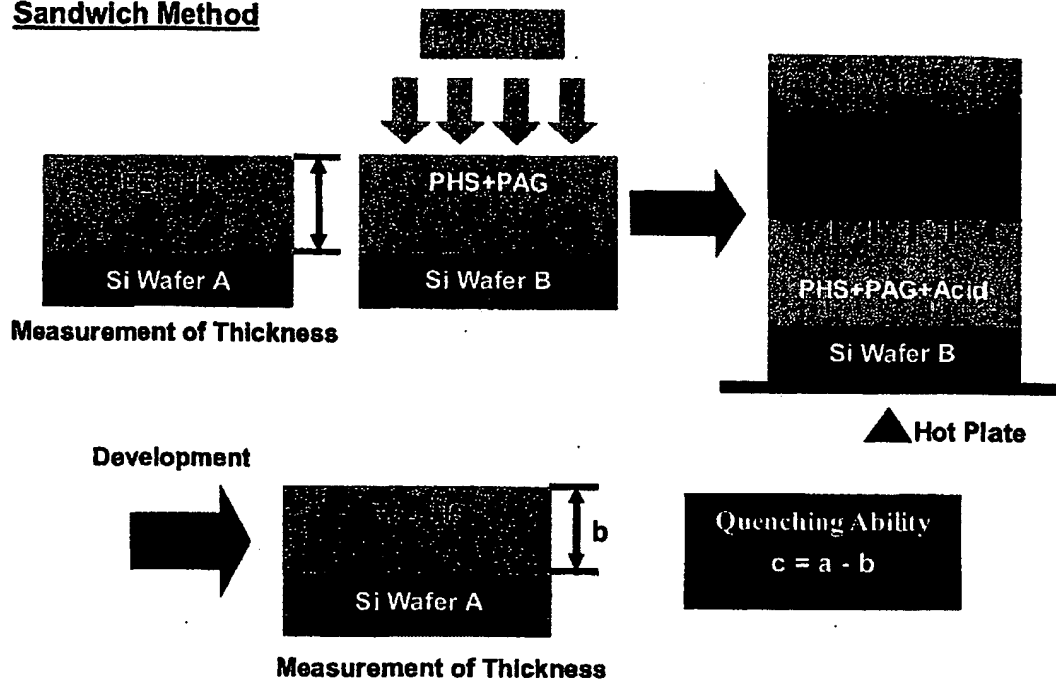 Sandwich Method
PHS+PAG
Si Wafer A
Si Wafer B
Measurement of Thickness
PHS+PAG+Acid
Si Wafer B
Hot Plate
Development
b
Si Wafer A
Measurement of Thickness
Quenching Ability
c = a - b